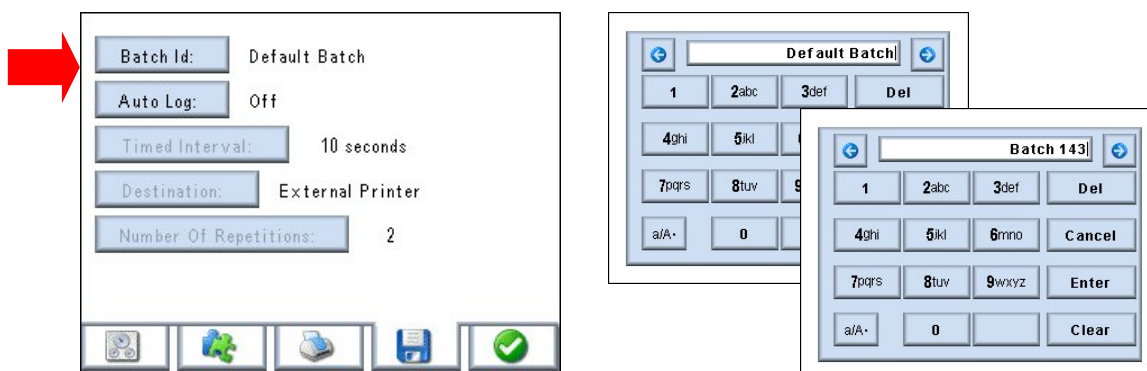 Batch Id: Default Batch
Auto Log: Off
Timed Interval: 10 seconds
Destination: External Printer
Number Of Repetitions: 2
Default Batch
1 2abc 3def Del
4ghi 5jkl
7pqrs 8tuv 9
a/A· 0
Batch 143
1 2abc 3def Del
4ghi 5jkl 6mno Cancel
7pqrs 8tuv 9wxyz Enter
a/A· 0 Clear